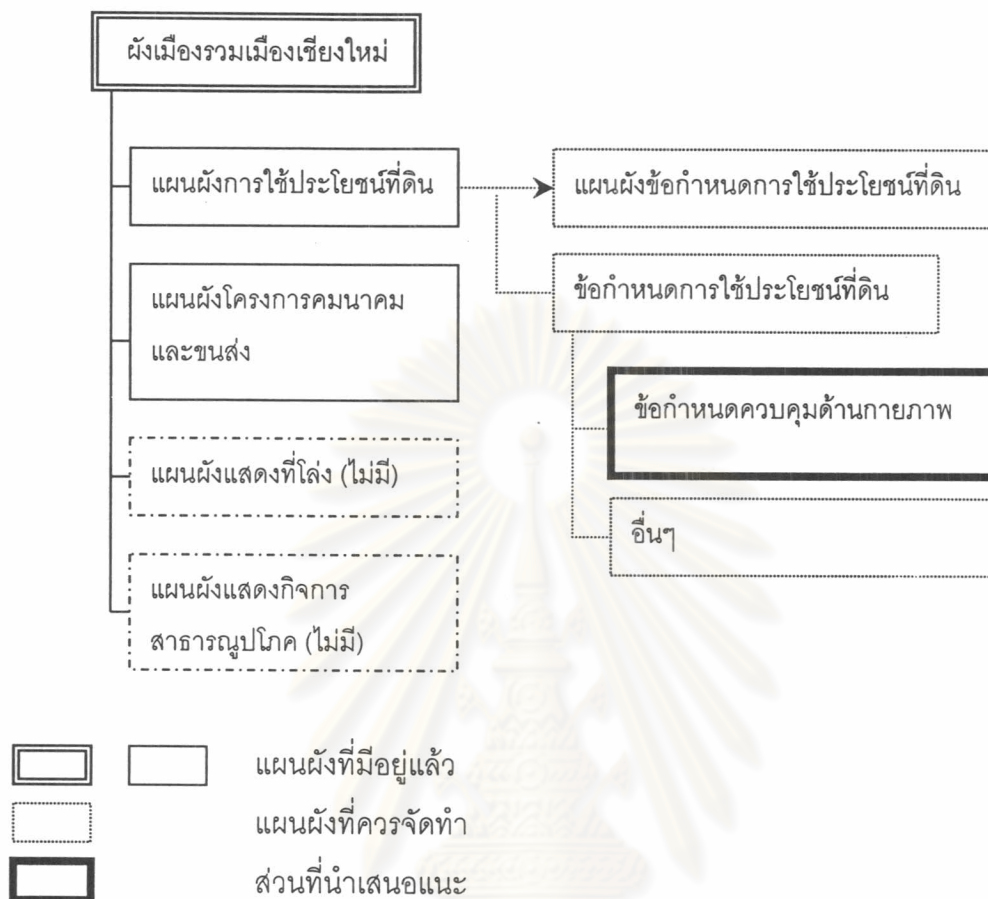 ผังเมืองรวมเมืองเชียงใหม่
แผนผังการใช้ประโยชน์ที่ดิน
แผนผังข้อกำหนดการใช้ประโยชน์ที่ดิน
ข้อกำหนดการใช้ประโยชน์ที่ดิน
แผนผังโครงการคมนาคม
และขนส่ง
ข้อกำหนดควบคุมด้านกายภาพ
แผนผังแสดงที่โล่ง (ไม่มี)
อื่นๆ
แผนผังแสดงกิจการ
สาธารณูปโภค (ไม่มี)
แผนผังที่มีอยู่แล้ว
แผนผังที่ควรจัดทำ
ส่วนที่นำเสนอแนะ